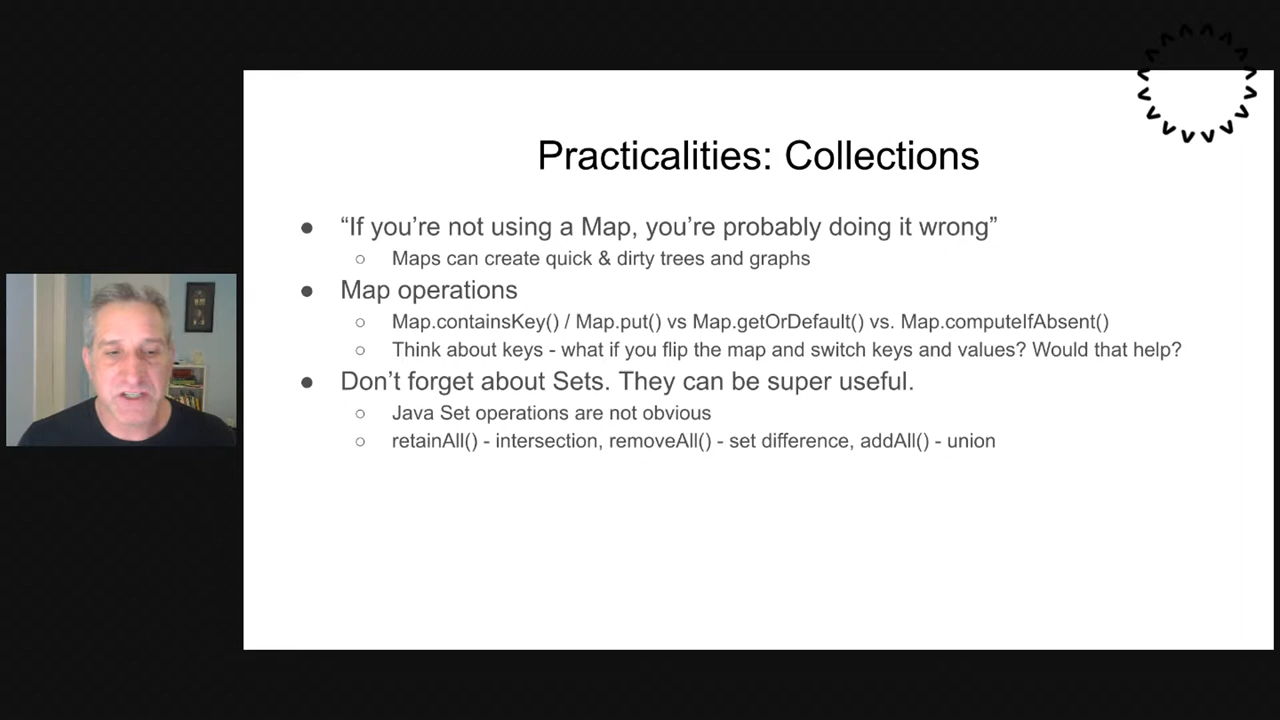 Practicalities: Collections
● “If you’re not using a Map, you’re probably doing it wrong”
○ Maps can create quick & dirty trees and graphs
● Map operations
○ Map.containsKey() / Map.put() vs Map.getOrDefault() vs. Map.computeIfAbsent()
○ Think about keys - what if you flip the map and switch keys and values? Would that help?
● Don’t forget about Sets. They can be super useful.
○ Java Set operations are not obvious
○ retainAll() - intersection, removeAll() - set difference, addAll() - union